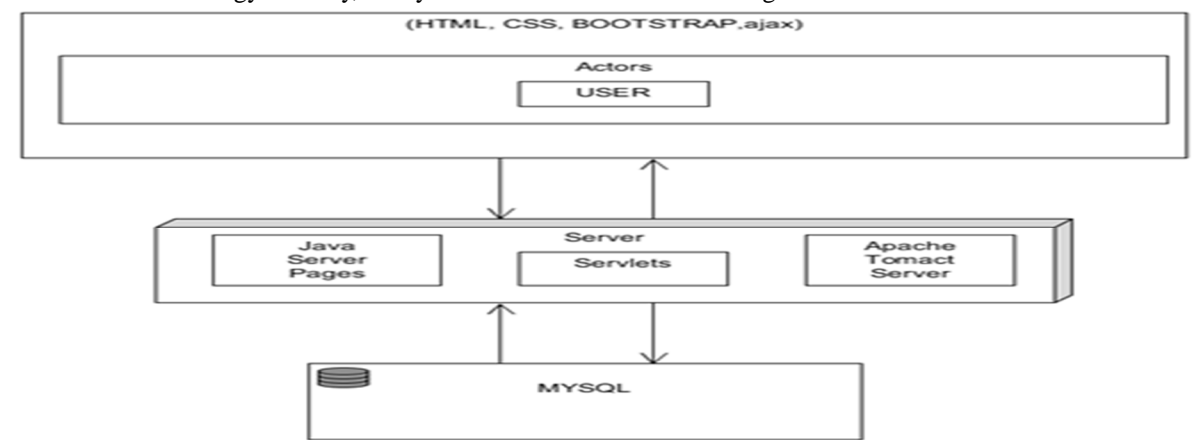 (HTML, CSS, BOOTSTRAP,ajax)
Actors
USER
Server
Java
Server
Pages
Servlets
Apache
Tomact
Server
MYSQL